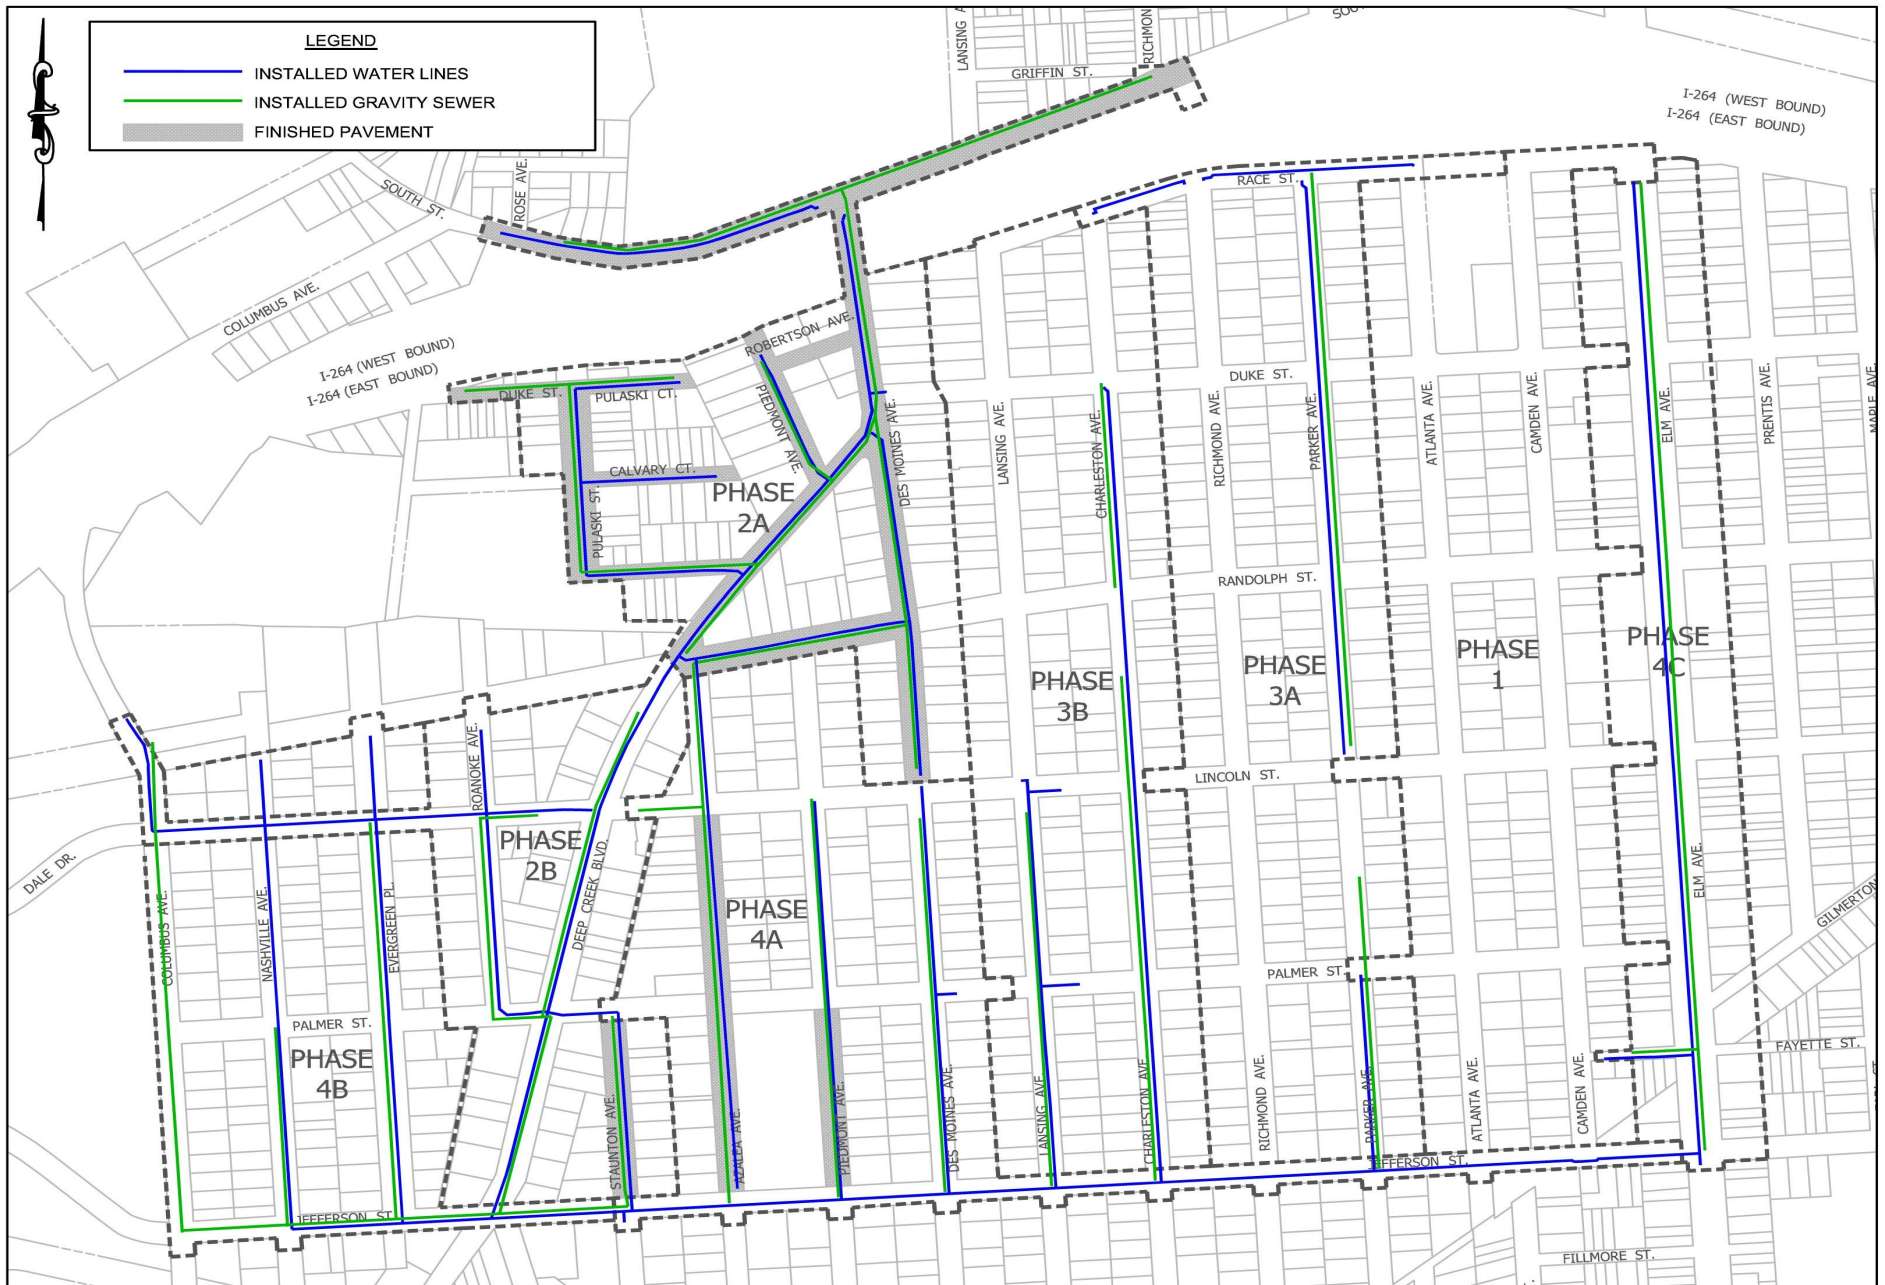 LEGEND
INSTALLED WATER LINES
INSTALLED GRAVITY SEWER
FINISHED PAVEMENT
GRIFFIN ST.
I-264 (WEST BOUND)
I-264 (EAST BOUND)
SOUTH ST.
ROSE AVE.
RACE ST.
COLUMBUS AVE.
I-264 (WEST BOUND)
I-264 (EAST BOUND)
ROBERTSON AVE.
DUKE ST.
PULASKI CT.
PIEDMONT AVE.
DES MOINES AVE.
LANSING AVE.
CHARLESTON AVE.
RICHMOND AVE.
DUKE ST.
PARKER AVE.
ATLANTA AVE.
CAMDEN AVE.
ELM AVE.
PRENTIS AVE.
CALVARY CT.
PULASKI ST.
PHASE
2A
RANDOLPH ST.
PHASE
3B
PHASE
3A
PHASE
1
PHASE
4C
ROANOKE AVE.
LINCOLN ST.
DALE DR.
PHASE
2B
DEEP CREEK BLVD.
COLUMBUS AVE.
NASHVILLE AVE.
EVERGREEN PL.
PHASE
4A
ELM AVE.
GILMERTON
PALMER ST.
PALMER ST.
PHASE
4B
FAYETTE ST.
STAUNTON AVE.
AZALEA AVE.
PIEDMONT AVE.
DES MOINES AVE.
LANSING AVE.
CHARLESTON AVE.
RICHMOND AVE.
PARKER AVE.
ATLANTA AVE.
CAMDEN AVE.
JEFFERSON ST.
JEFFERSON ST.
FILLMORE ST.